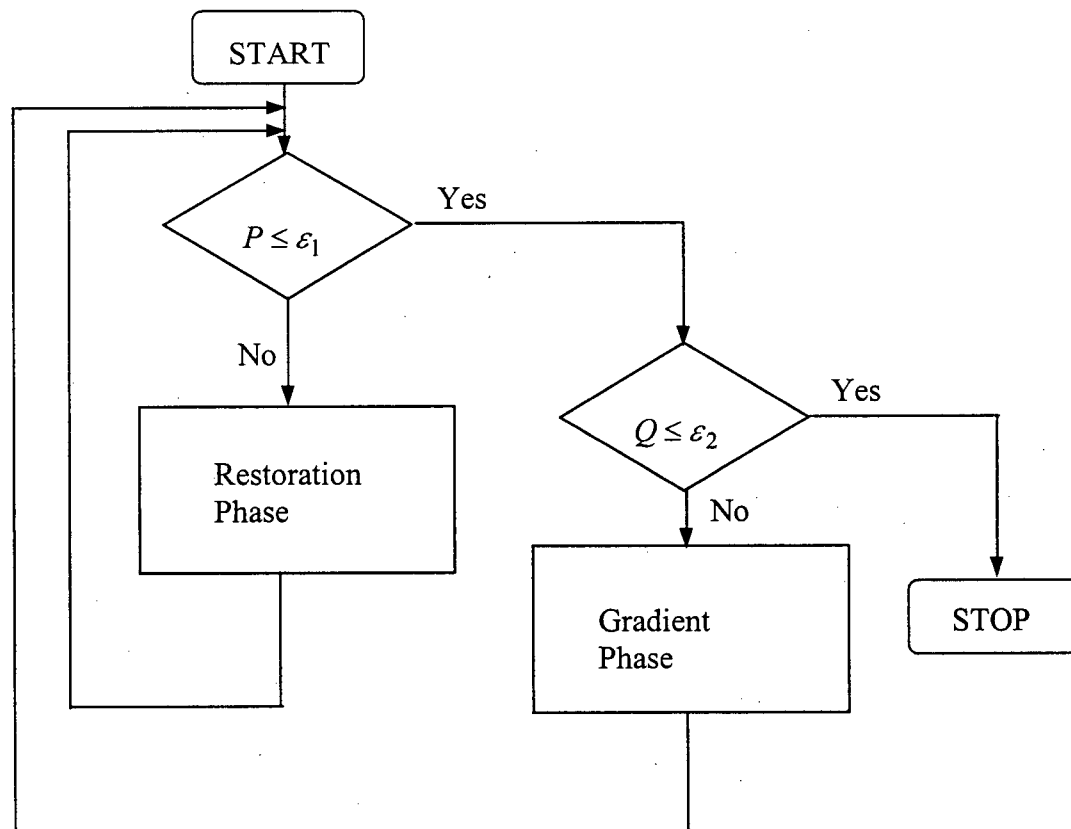 START
Yes
P ≤ ε₁
No
Yes
Q ≤ ε₂
Restoration
Phase
No
Gradient
Phase
STOP